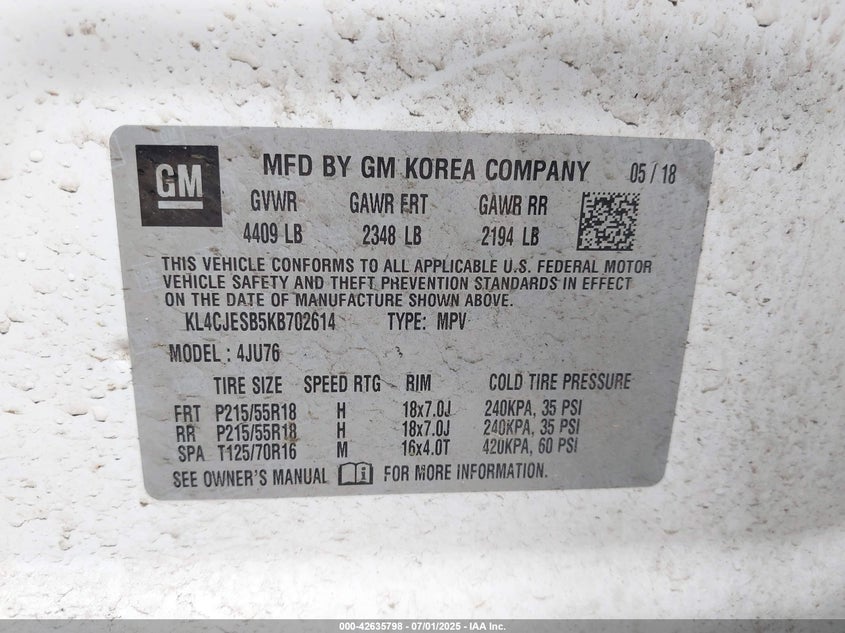 GM
MFD BY GM KOREA COMPANY 05 / 18
GVWR GAWR FRT GAWR RR
4409 LB 2348 LB 2194 LB
THIS VEHICLE CONFORMS TO ALL APPLICABLE U.S. FEDERAL MOTOR
VEHICLE SAFETY AND THEFT PREVENTION STANDARDS IN EFFECT
ON THE DATE OF MANUFACTURE SHOWN ABOVE.
KL4CJESB5KB702614 TYPE: MPV
MODEL : 4JU76
TIRE SIZE SPEED RTG RIM COLD TIRE PRESSURE
FRT P215/55R18 H 18x7.0J 240KPA, 35 PSI
RR P215/55R18 H 18x7.0J 240KPA, 35 PSI
SPA T125/70R16 M 16x4.0T 420KPA, 60 PSI
SEE OWNER'S MANUAL i FOR MORE INFORMATION.
000-42635798 - 07/01/2025 - IAA Inc.